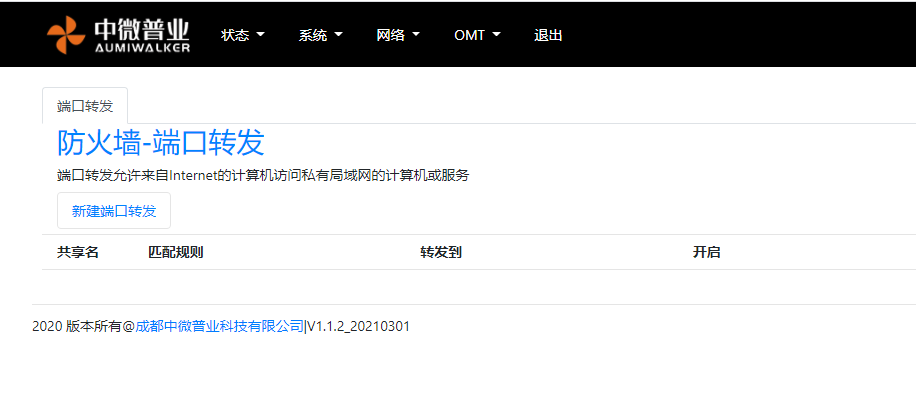 中微普业
AUMIWALKER
状态 系统 网络 OMT 退出
端口转发
防火墙-端口转发
端口转发允许来自Internet的计算机访问私有局域网的计算机或服务
新建端口转发
共享名 匹配规则 转发到 开启
2020 版本所有@成都中微普业科技有限公司|V1.1.2_20210301